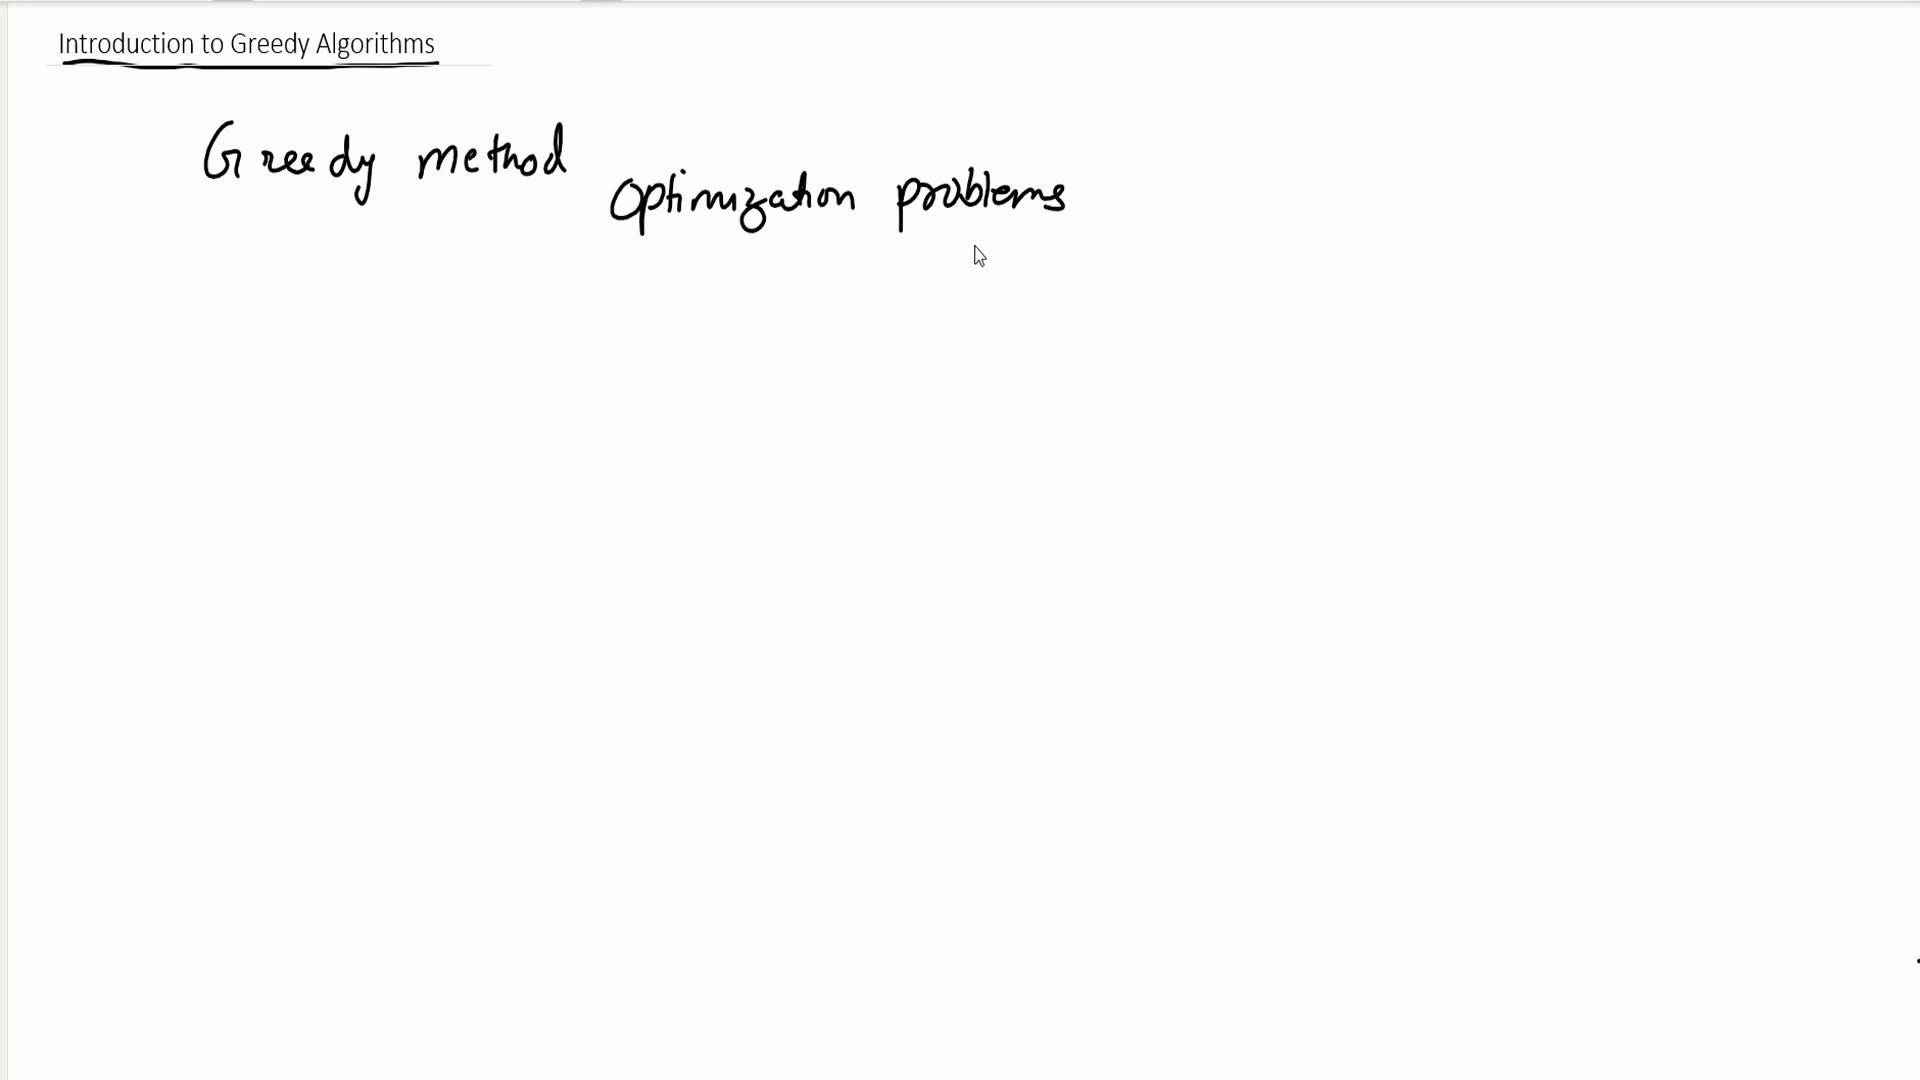 Introduction to Greedy Algorithms
Greedy method
Optimization problems